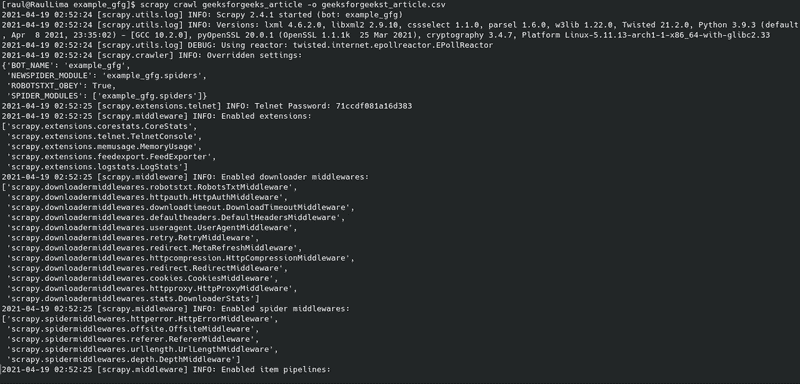 [raul@RauLima example_gfg]$ scrapy crawl geeksforgeeks_article -o geeksforgeekst_article.csv
2021-04-19 02:52:24 [scrapy.utils.log] INFO: Scrapy 2.4.1 started (bot: example_gfg)
2021-04-19 02:52:24 [scrapy.utils.log] INFO: Versions: lxml 4.6.2.0, libxml2 2.9.10, cssselect 1.1.0, parsel 1.6.0, w3lib 1.22.0, Twisted 21.2.0, Python 3.9.3 (default
, Apr  8 2021, 23:35:02) - [GCC 10.2.0], pyOpenSSL 20.0.1 (OpenSSL 1.1.1k  25 Mar 2021), cryptography 3.4.7, Platform Linux-5.11.13-arch1-1-x86_64-with-glibc2.33
2021-04-19 02:52:24 [scrapy.utils.log] DEBUG: Using reactor: twisted.internet.epollreactor.EPollReactor
2021-04-19 02:52:24 [scrapy.crawler] INFO: Overridden settings:
{'BOT_NAME': 'example_gfg',
 'NEWSPIDER_MODULE': 'example_gfg.spiders',
 'ROBOTSTXT_OBEY': True,
 'SPIDER_MODULES': ['example_gfg.spiders']}
2021-04-19 02:52:25 [scrapy.extensions.telnet] INFO: Telnet Password: 71ccdf081a16d383
2021-04-19 02:52:25 [scrapy.middleware] INFO: Enabled extensions:
['scrapy.extensions.corestats.CoreStats',
 'scrapy.extensions.telnet.TelnetConsole',
 'scrapy.extensions.memusage.MemoryUsage',
 'scrapy.extensions.feedexport.FeedExporter',
 'scrapy.extensions.logstats.LogStats']
2021-04-19 02:52:25 [scrapy.middleware] INFO: Enabled downloader middlewares:
['scrapy.downloadermiddlewares.robotstxt.RobotsTxtMiddleware',
 'scrapy.downloadermiddlewares.httpauth.HttpAuthMiddleware',
 'scrapy.downloadermiddlewares.downloadtimeout.DownloadTimeoutMiddleware',
 'scrapy.downloadermiddlewares.defaultheaders.DefaultHeadersMiddleware',
 'scrapy.downloadermiddlewares.useragent.UserAgentMiddleware',
 'scrapy.downloadermiddlewares.retry.RetryMiddleware',
 'scrapy.downloadermiddlewares.redirect.MetaRefreshMiddleware',
 'scrapy.downloadermiddlewares.httpcompression.HttpCompressionMiddleware',
 'scrapy.downloadermiddlewares.redirect.RedirectMiddleware',
 'scrapy.downloadermiddlewares.cookies.CookiesMiddleware',
 'scrapy.downloadermiddlewares.httpproxy.HttpProxyMiddleware',
 'scrapy.downloadermiddlewares.stats.DownloaderStats']
2021-04-19 02:52:25 [scrapy.middleware] INFO: Enabled spider middlewares:
['scrapy.spidermiddlewares.httperror.HttpErrorMiddleware',
 'scrapy.spidermiddlewares.offsite.OffsiteMiddleware',
 'scrapy.spidermiddlewares.referer.RefererMiddleware',
 'scrapy.spidermiddlewares.urllength.UrlLengthMiddleware',
 'scrapy.spidermiddlewares.depth.DepthMiddleware']
2021-04-19 02:52:25 [scrapy.middleware] INFO: Enabled item pipelines: